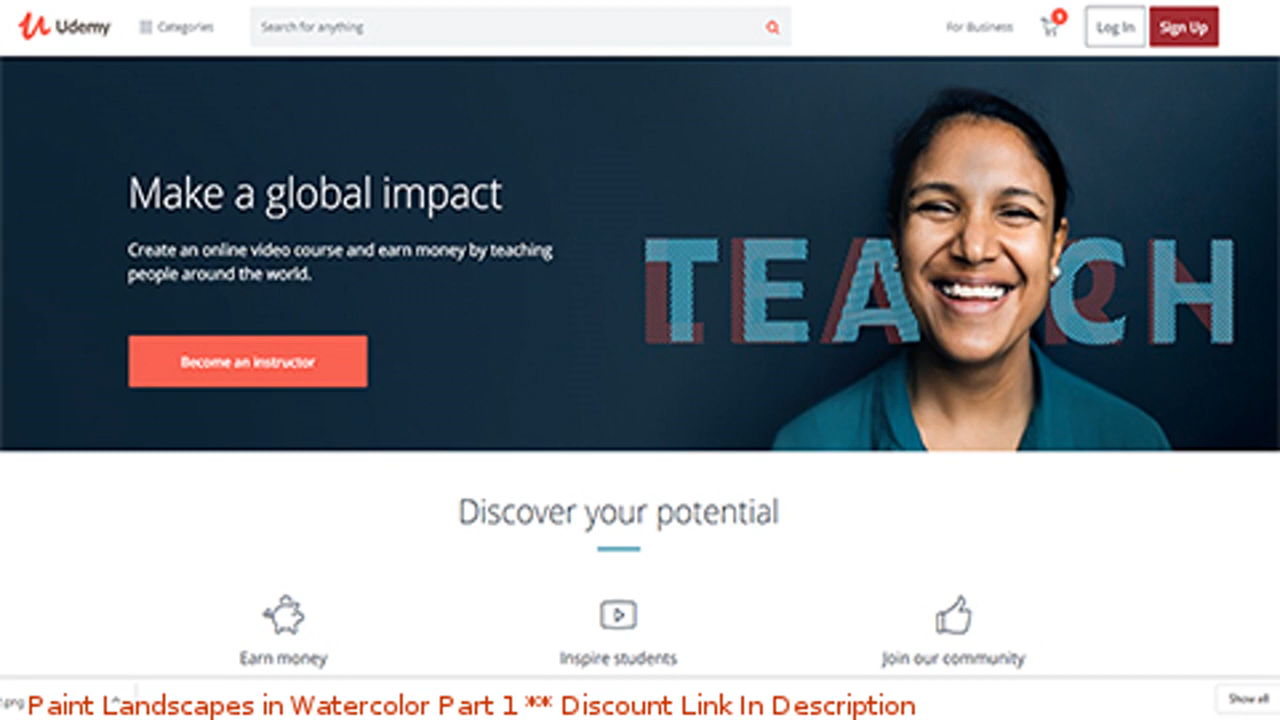 Udemy
Categories
Search for anything
For Business
Log In
Sign Up
Make a global impact
Create an online video course and earn money by teaching
people around the world.
TEACH
Become an instructor
Discover your potential
Earn money
Inspire students
Join our community
.png
Paint Landscapes in Watercolor Part 1 ** Discount Link In Description
Show all